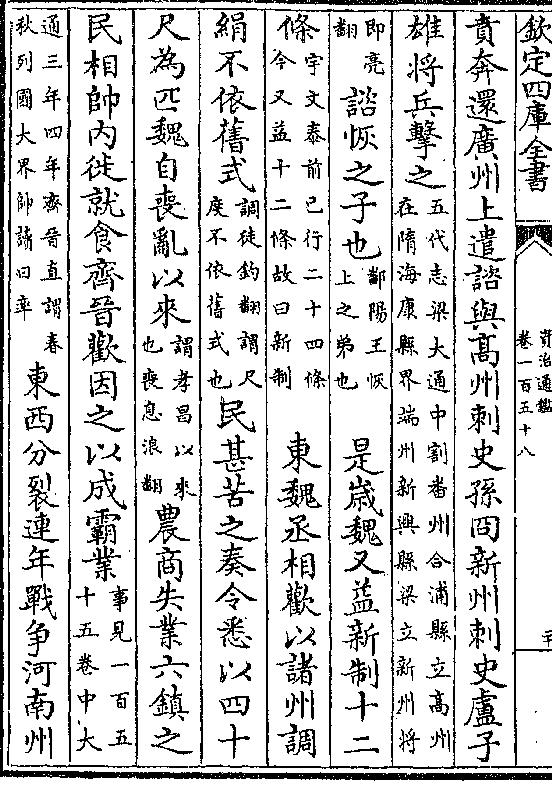 欽定四庫全書
資治通鑑
卷一百五十八
賁奔還廣州上遣諮與髙州刺史孫冏新州刺史盧子
雄将兵擊之五代志梁大通中割番州合浦縣立髙州在隋海康縣界端州新興縣梁立新州将
即亮翻諮恢之子也鄱陽王恢上之弟也是歳魏又益新制十二
條宇文泰前已行二十四條今又益十二條故曰新制東魏丞相歡以諸州調
絹不依舊式調徒釣翻謂尺度不依舊式也民甚苦之奏令悉以四十
尺為匹魏自喪亂以來謂孝昌以來也喪息浪翻農商失業六鎮之
民相帥内徙就食齊晉歡因之以成霸業事見一百五十五卷中大
通三年四年齊晉直謂春秋列國大界帥讀曰率東西分裂連年戰争河南州